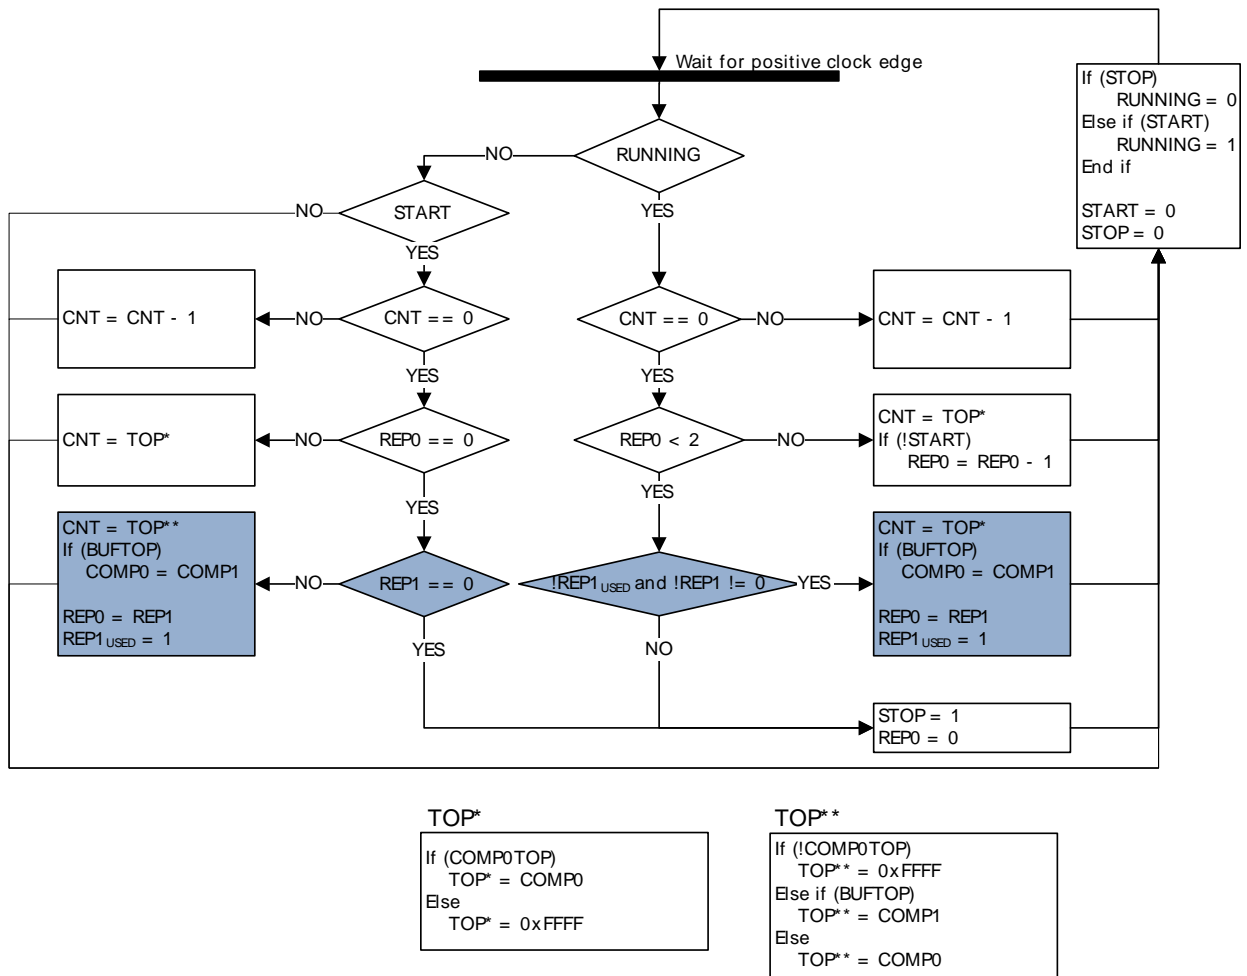 Wait for positive clock edge
If (STOP)
RUNNING = 0
Else if (START)
RUNNING = 1
End if
START = 0
STOP = 0
RUNNING
NO
YES
START
NO
YES
CNT = CNT - 1
NO
CNT == 0
YES
CNT == 0
NO
YES
CNT = CNT - 1
CNT = TOP*
NO
REP0 == 0
YES
REP0 < 2
NO
YES
CNT = TOP*
If (!START)
REP0 = REP0 - 1
CNT = TOP**
If (BUFTOP)
COMP0 = COMP1
REP0 = REP1
REP1USED = 1
NO
REP1 == 0
YES
!REP1USED and !REP1 != 0
YES
NO
CNT = TOP*
If (BUFTOP)
COMP0 = COMP1
REP0 = REP1
REP1USED = 1
STOP = 1
REP0 = 0
TOP*
If (COMP0TOP)
TOP* = COMP0
Else
TOP* = 0xFFFF
TOP**
If (!COMP0TOP)
TOP** = 0xFFFF
Else if (BUFTOP)
TOP** = COMP1
Else
TOP** = COMP0